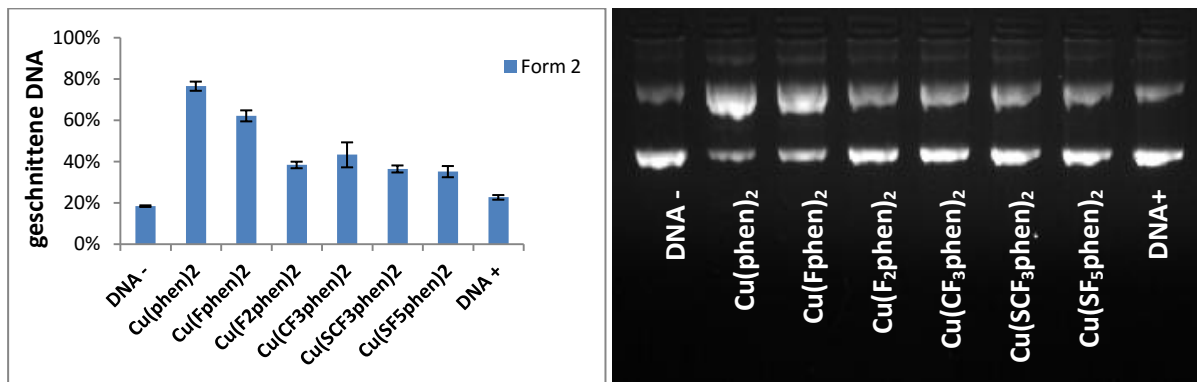 100%
80%
60%
40%
20%
0%
geschnittene DNA
Form 2
DNA -
Cu(phen)2
Cu(Fphen)2
Cu(F2phen)2
Cu(CF3phen)2
Cu(SCF3phen)2
Cu(SF5phen)2
DNA +
DNA -
Cu(phen)₂
Cu(Fphen)₂
Cu(F₂phen)₂
Cu(CF₃phen)₂
Cu(SCF₃phen)₂
Cu(SF₅phen)₂
DNA+